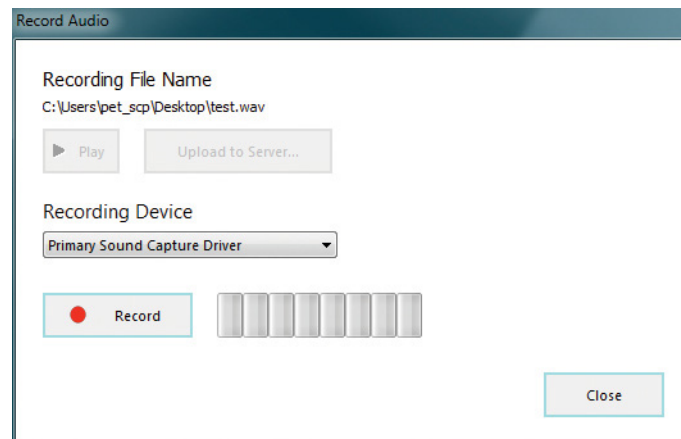 Record Audio
Recording File Name
C:\Users\pet_scp\Desktop\test.wav
Play
Upload to Server...
Recording Device
Primary Sound Capture Driver
Record
Close